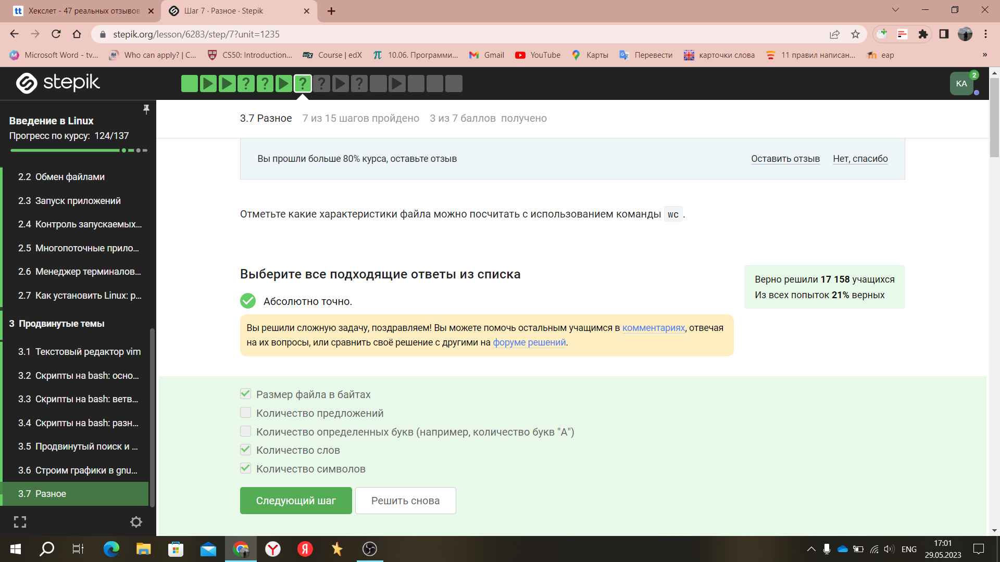 Хекслет - 47 реальных отзывов
Шаг 7 · Разное · Stepik
stepik.org/lesson/6283/step/7?unit=1235
Microsoft Word - tv...
Who can apply? | C...
CS50: Introduction...
edX
Course | edX
10.06. Программи...
Gmail
YouTube
Карты
Перевести
карточки слова
11 правил написан...
eap
»
stepik
KA
2
Введение в Linux
Прогресс по курсу: 124/137
2.2 Обмен файлами
2.3 Запуск приложений
2.4 Контроль запускаемых...
2.5 Многопоточные прило...
2.6 Менеджер терминалов...
2.7 Как установить Linux: р...
3 Продвинутые темы
3.1 Текстовый редактор vim
3.2 Скрипты на bash: осно...
3.3 Скрипты на bash: ветв...
3.4 Скрипты на bash: разн...
3.5 Продвинутый поиск и ...
3.6 Строим графики в gnu...
3.7 Разное
3.7 Разное 7 из 15 шагов пройдено 3 из 7 баллов получено
Вы прошли больше 80% курса, оставьте отзыв
Оставить отзыв
Нет, спасибо
Отметьте какие характеристики файла можно посчитать с использованием команды wc.
Выберите все подходящие ответы из списка
Верно решили 17 158 учащихся
Из всех попыток 21% верных
Абсолютно точно.
Вы решили сложную задачу, поздравляем! Вы можете помочь остальным учащимся в комментариях, отвечая
на их вопросы, или сравнить своё решение с другими на форуме решений.
Размер файла в байтах
Количество предложений
Количество определенных букв (например, количество букв "A")
Количество слов
Количество символов
Следующий шаг
Решить снова
ENG
17:01
29.05.2023